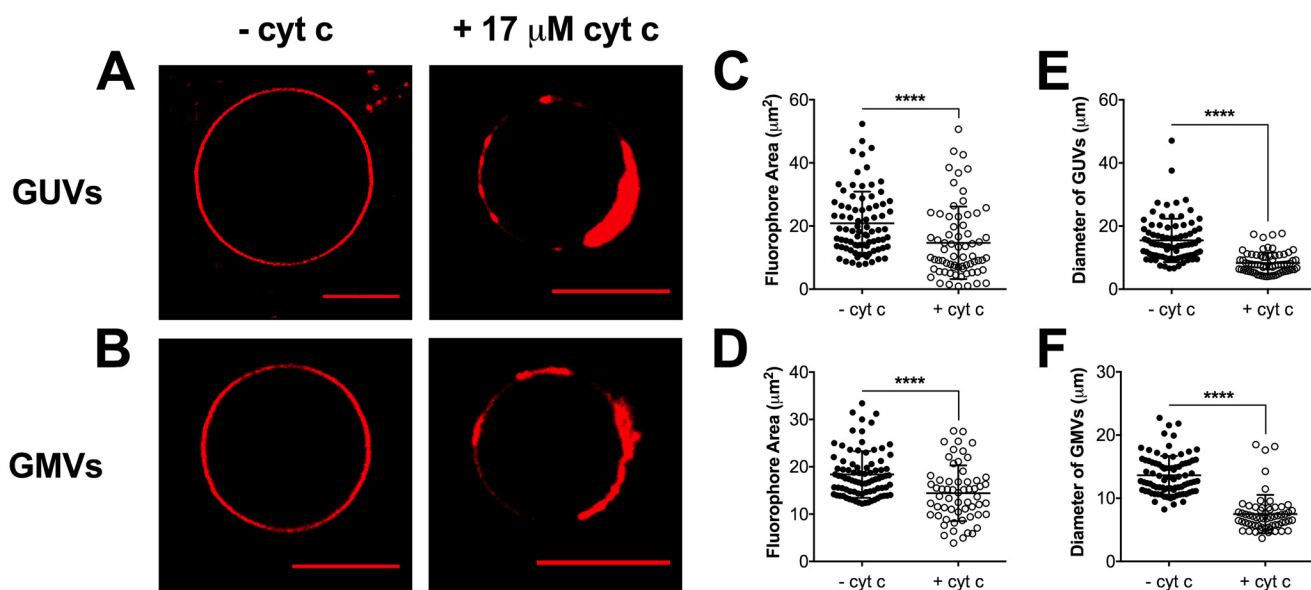 - cyt c
+ 17 μM cyt c
A
GUVs
B
GMVs
C
Fluorophore Area (μm²)
60
40
20
0
****
- cyt c
+ cyt c
E
Diameter of GUVs (μm)
60
40
20
0
****
- cyt c
+ cyt c
D
Fluorophore Area (μm²)
40
30
20
10
0
****
- cyt c
+ cyt c
F
Diameter of GMVs (μm)
30
20
10
0
****
- cyt c
+ cyt c